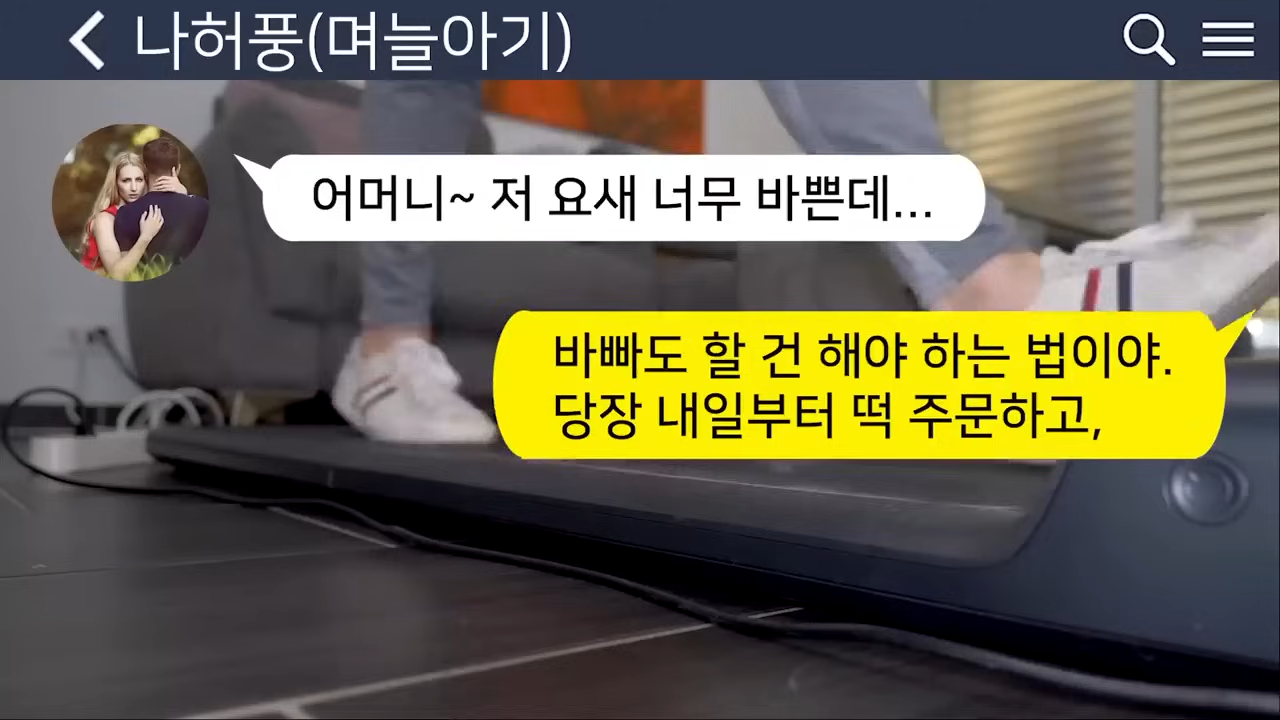 나허풍(며늘아기)
어머니~ 저 요새 너무 바쁜데...
바빠도 할 건 해야 하는 법이야.
당장 내일부터 떡 주문하고,